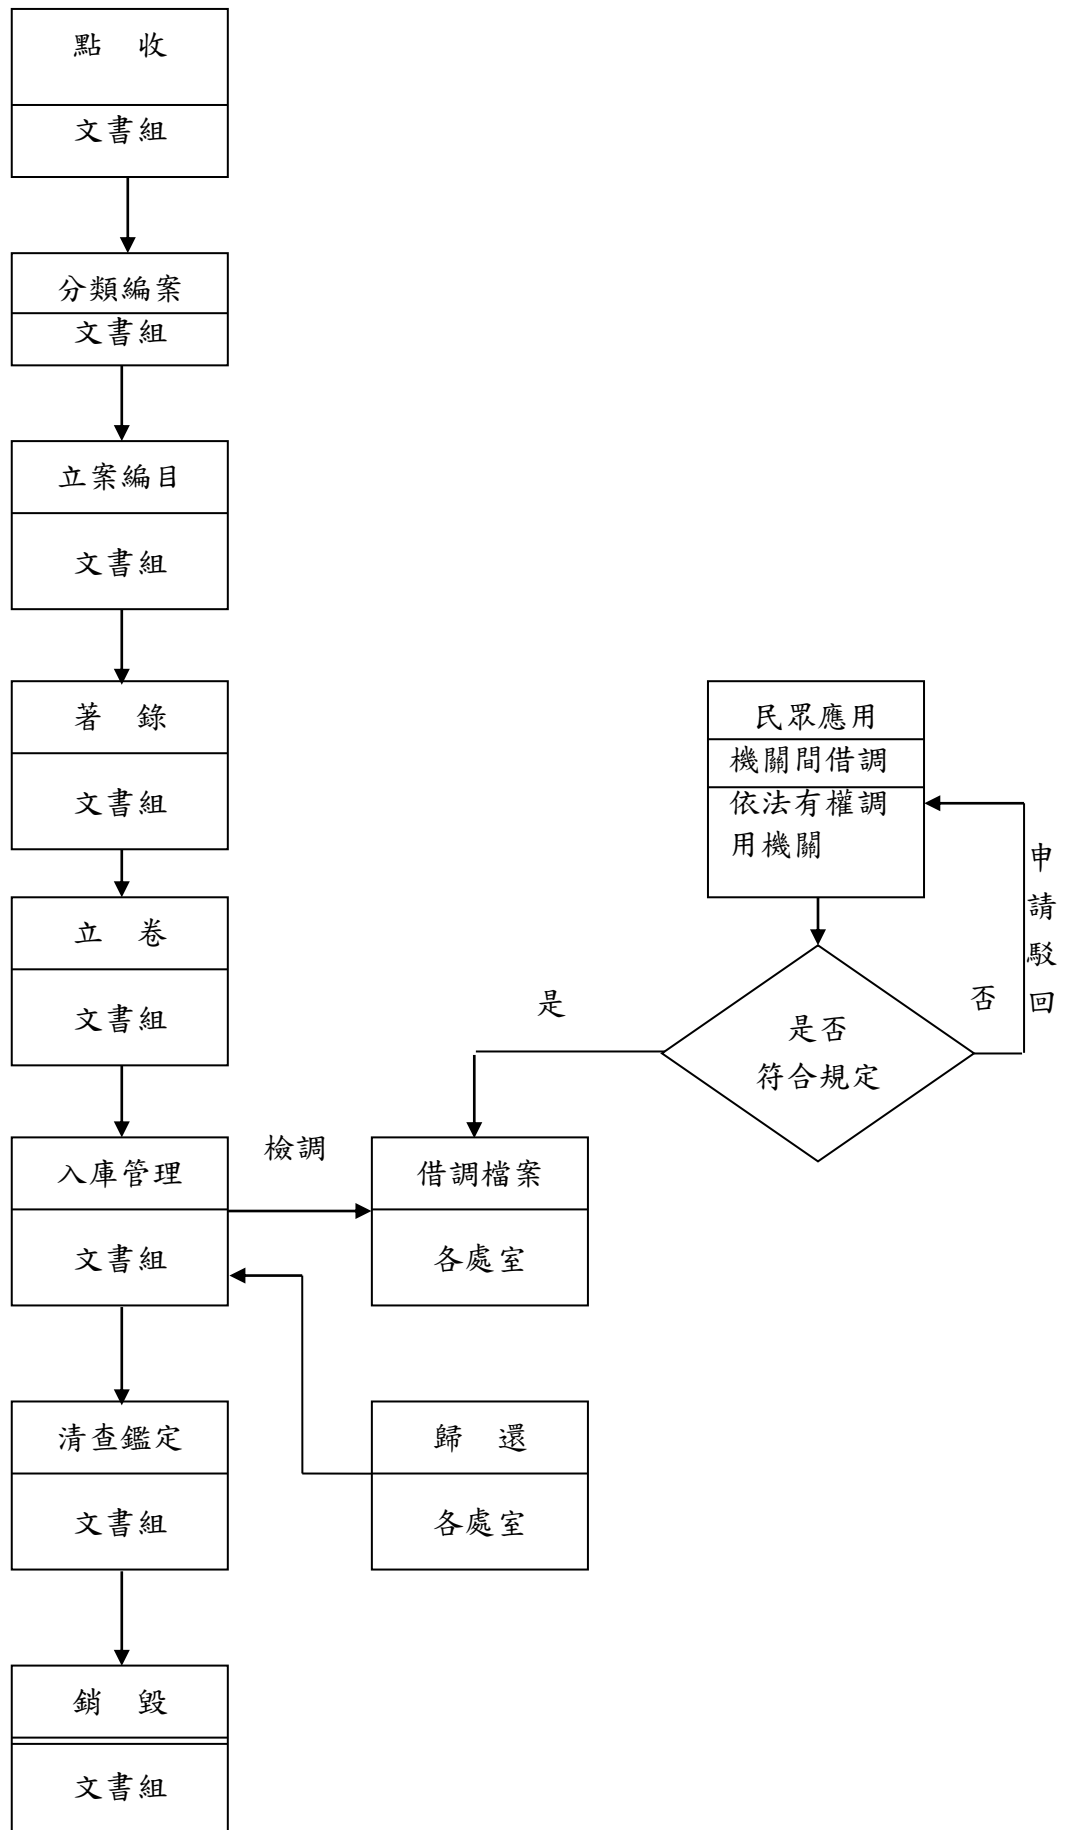 點　收
文書組
分類編案
文書組
立案編目
文書組
著　錄
文書組
立　卷
文書組
入庫管理
文書組
清查鑑定
文書組
銷　毀
文書組
檢調
借調檔案
各處室
歸　還
各處室
民眾應用
機關間借調
依法有權調
用機關
是否
符合規定
是
否
申請駁回